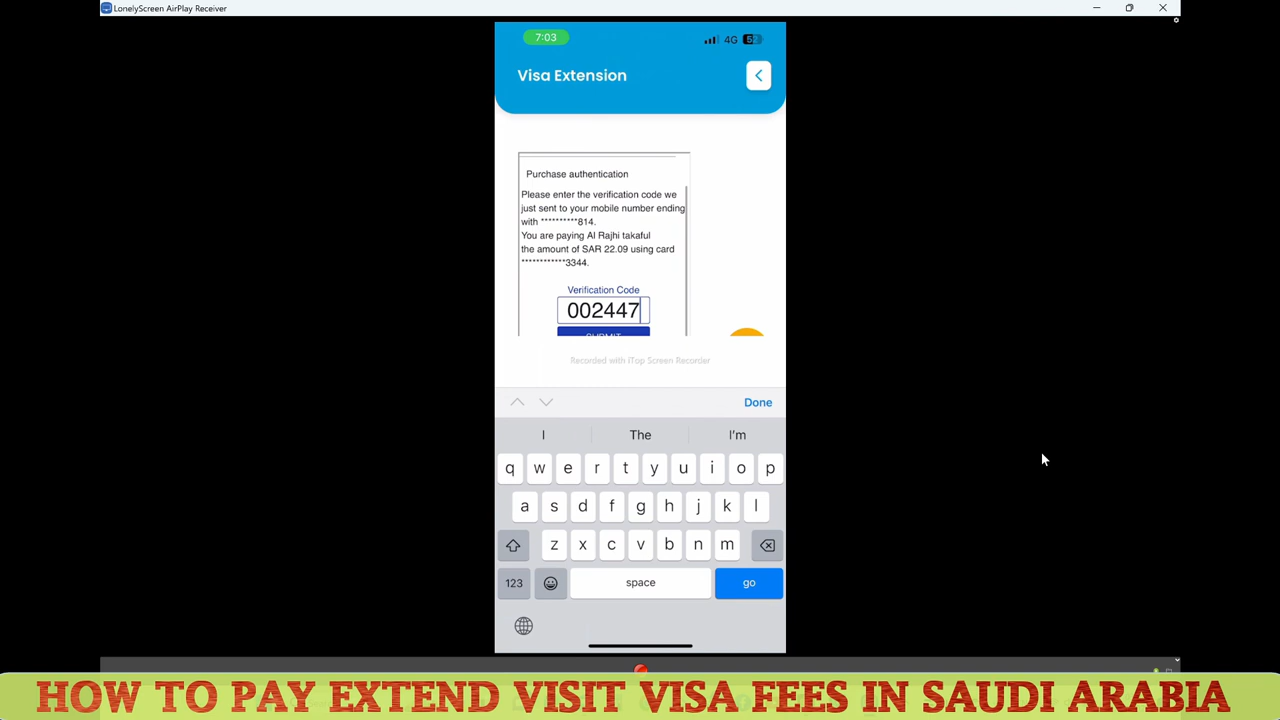 LonelyScreen AirPlay Receiver
7:03
4G 52
Visa Extension
Purchase authentication
Please enter the verification code we
just sent to your mobile number ending
with **********814.
You are paying Al Rajhi takaful
the amount of SAR 22.09 using card
************3344.
Verification Code
002447
SUBMIT
Recorded with iTop Screen Recorder
Done
I The I'm
q w e r t y u i o p
a s d f g h j k l
z x c v b n m
123 space go
HOW TO PAY EXTEND VISIT VISA FEES IN SAUDI ARABIA